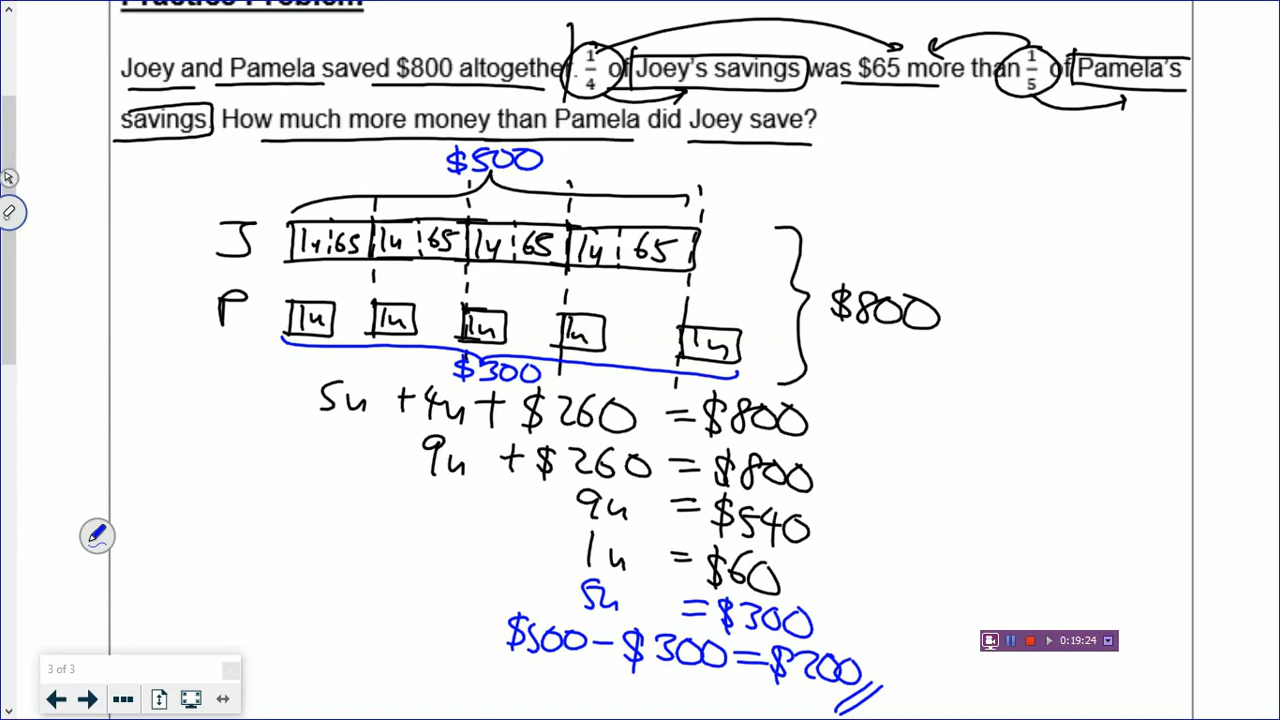 Practice Problem
Joey and Pamela saved $800 altogether. 1/4 of Joey's savings was $65 more than 1/5 of Pamela's
savings. How much more money than Pamela did Joey save?
$500
J 1u 65 1u 65 1u 65 1u 65
P 1u 1u 1u 1u 1u
$800
$300
5u + 4u + $260 = $800
9u + $260 = $800
9u = $540
1u = $60
5u = $300
$500 - $300 = $200
00:19:24
3 of 3